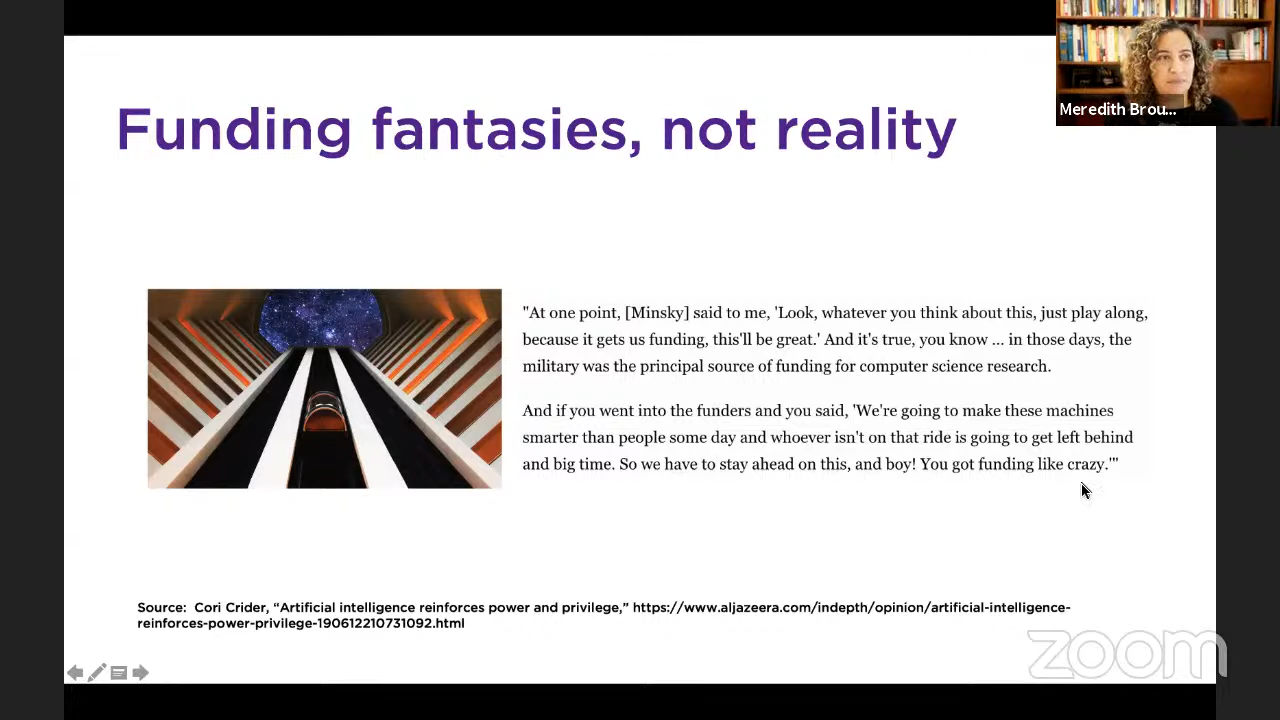 Meredith Brou...
Funding fantasies, not reality
"At one point, [Minsky] said to me, 'Look, whatever you think about this, just play along,
because it gets us funding, this'll be great.' And it's true, you know ... in those days, the
military was the principal source of funding for computer science research.
And if you went into the funders and you said, 'We're going to make these machines
smarter than people some day and whoever isn't on that ride is going to get left behind
and big time. So we have to stay ahead on this, and boy! You got funding like crazy.'"
Source: Cori Crider, “Artificial intelligence reinforces power and privilege,” https://www.aljazeera.com/indepth/opinion/artificial-intelligence-
reinforces-power-privilege-190612210731092.html
zoom